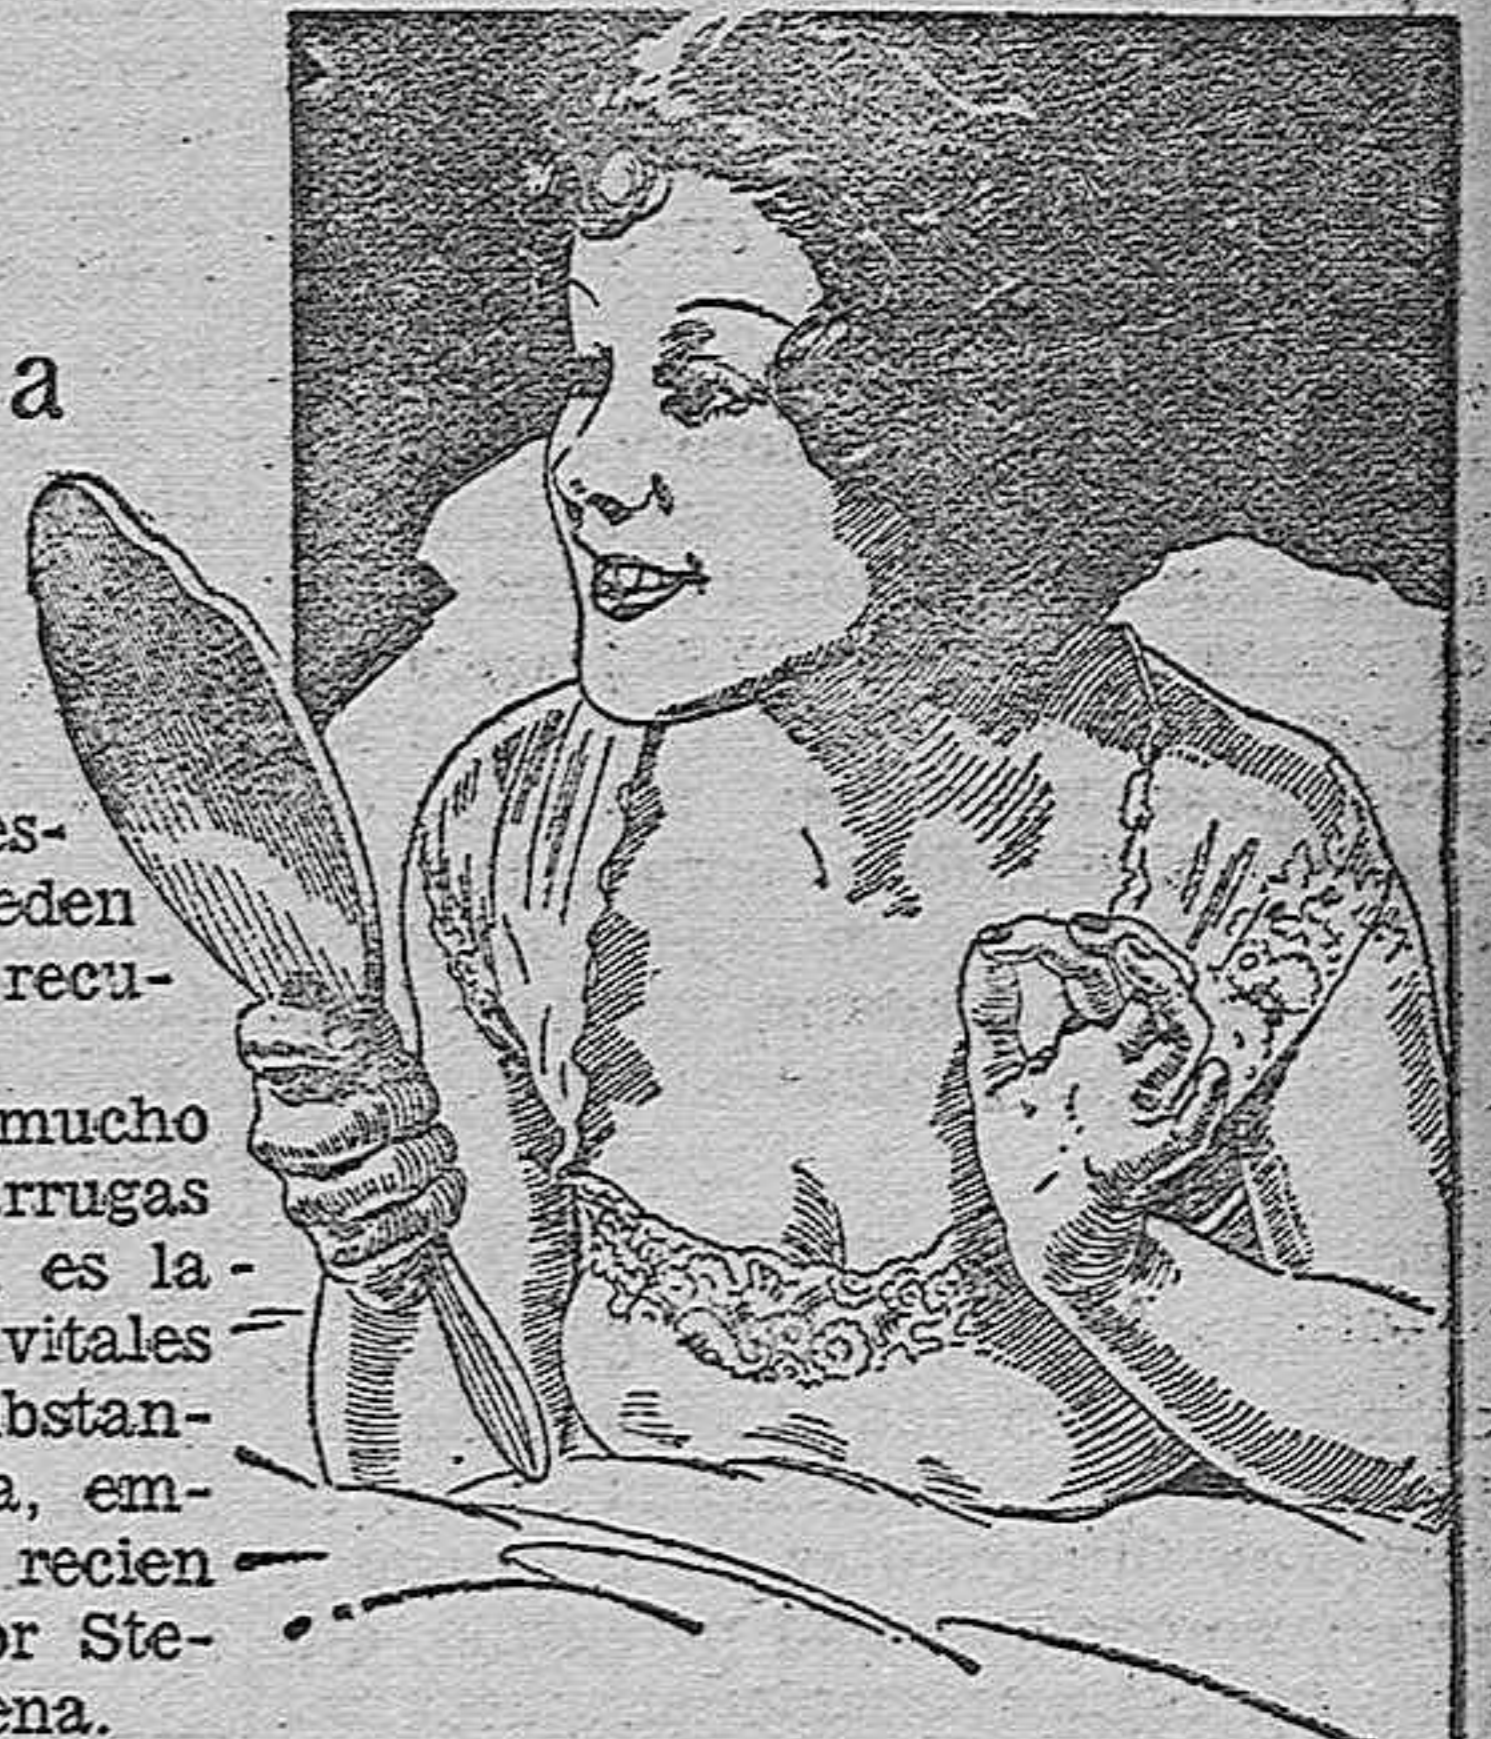 a
es-
eden
recu-
mucho
rrugas
es la
vitales
bstan-
a, em-
recien
or Ste-
ena.